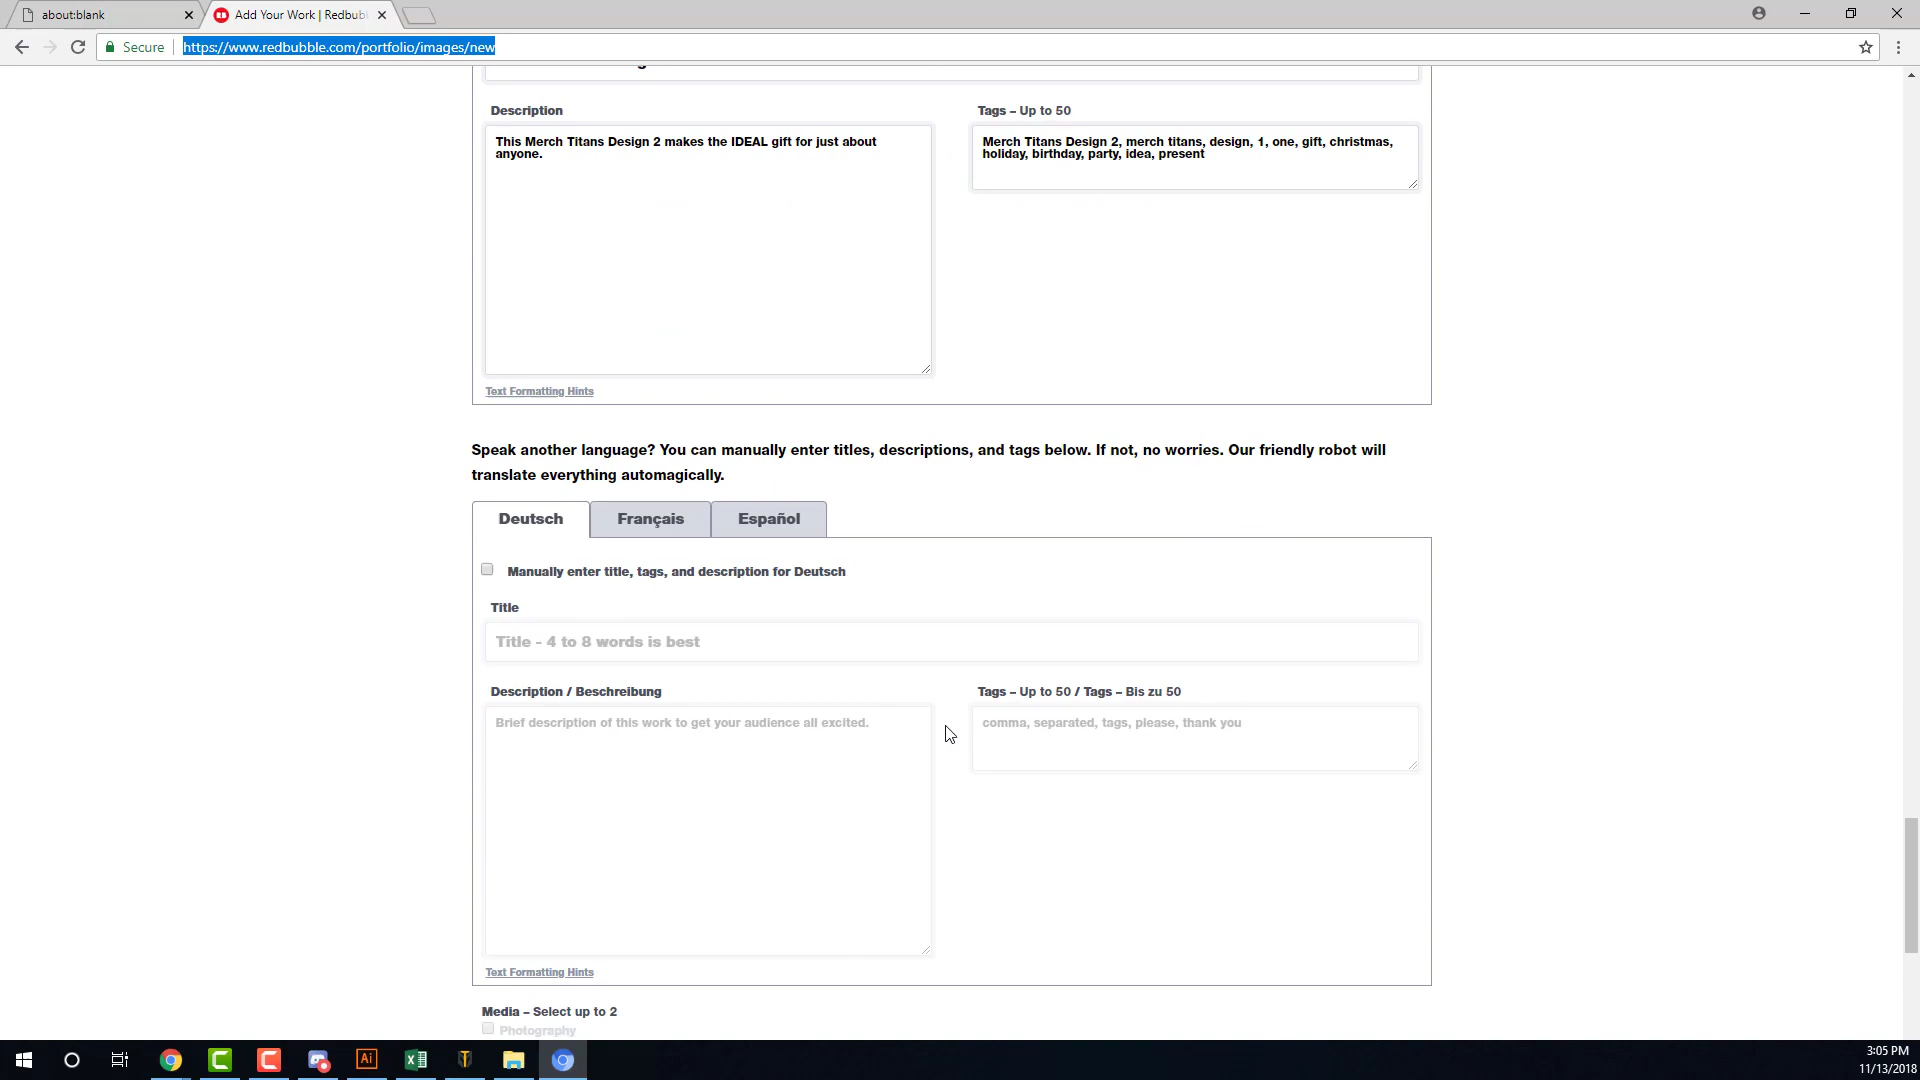 about:blank
Add Your Work | Redbubl
Secure
https://www.redbubble.com/portfolio/images/new
Description
Tags – Up to 50
This Merch Titans Design 2 makes the IDEAL gift for just about
anyone.
Merch Titans Design 2, merch titans, design, 1, one, gift, christmas,
holiday, birthday, party, idea, present
Text Formatting Hints
Speak another language? You can manually enter titles, descriptions, and tags below. If not, no worries. Our friendly robot will
translate everything automagically.
Deutsch
Français
Español
Manually enter title, tags, and description for Deutsch
Title
Title - 4 to 8 words is best
Description / Beschreibung
Tags – Up to 50 / Tags – Bis zu 50
Brief description of this work to get your audience all excited.
comma, separated, tags, please, thank you
Text Formatting Hints
Media – Select up to 2
Photography
Ai
3:05 PM
11/13/2018